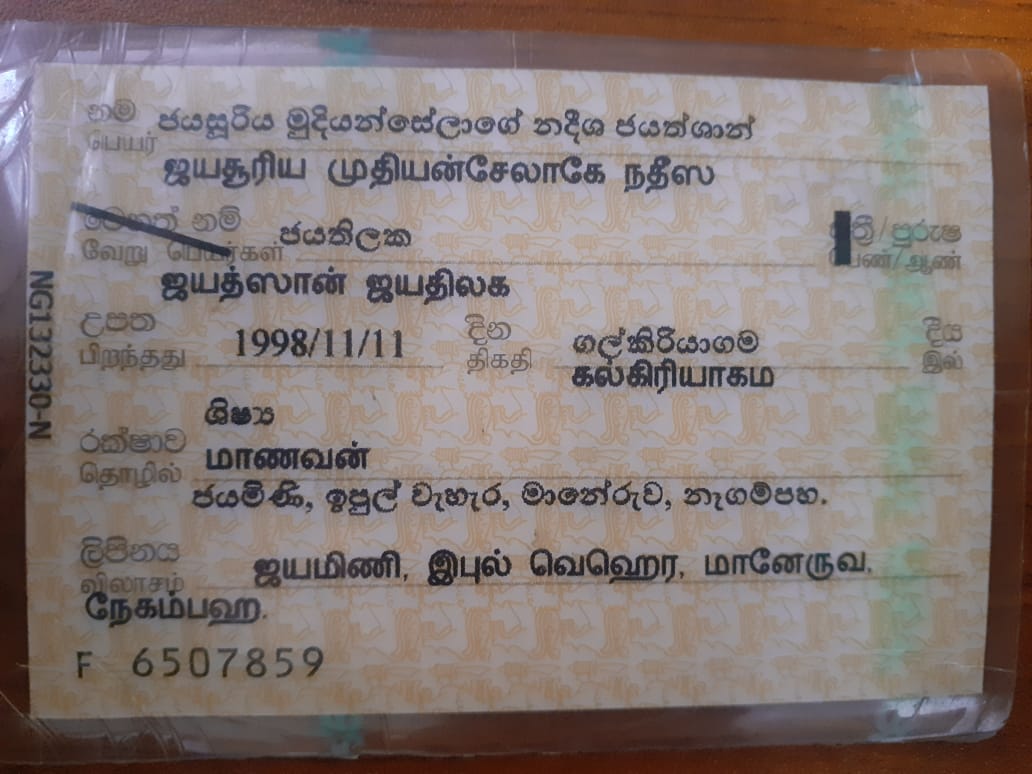 නම ජයසූරිය මුදියන්සේලාගේ නදීශ ජයත්ශාන්
பெயர் ஜயசூரிய முதியன்சேலாகே நதீஸ
වෙනත් නම් ජයතිලක ස්ත්‍රී/පුරුෂ
வேறு பெயர்கள் பெண்/ஆண்
ஜயத்ஸான் ஜயதிலக
උපත 1998/11/11 දින ගල්කිරියාගම දීය
பிறந்தது திகதி கல்கிரியாகம இல்
ශිෂ්‍ය
රක්ෂාව
தொழில் மாணவன்
ජයමිණි, ඉපුල් වැහැර, මානේරුව, නෑගම්පහ.
ලිපිනය
விலாசம் ஜயமிணி, இபுல் வெஹெர, மானேருவ,
நேகம்பஹ.
F 6507859
NG132330-N